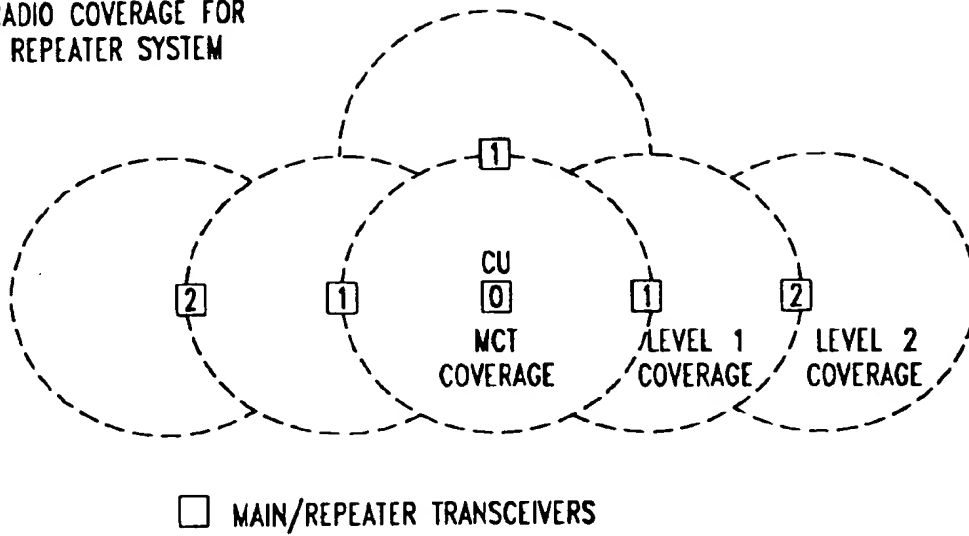 RADIO COVERAGE FOR
REPEATER SYSTEM
1
CU
2 1 0 1 2
MCT LEVEL 1 LEVEL 2
COVERAGE COVERAGE COVERAGE
MAIN/REPEATER TRANSCEIVERS